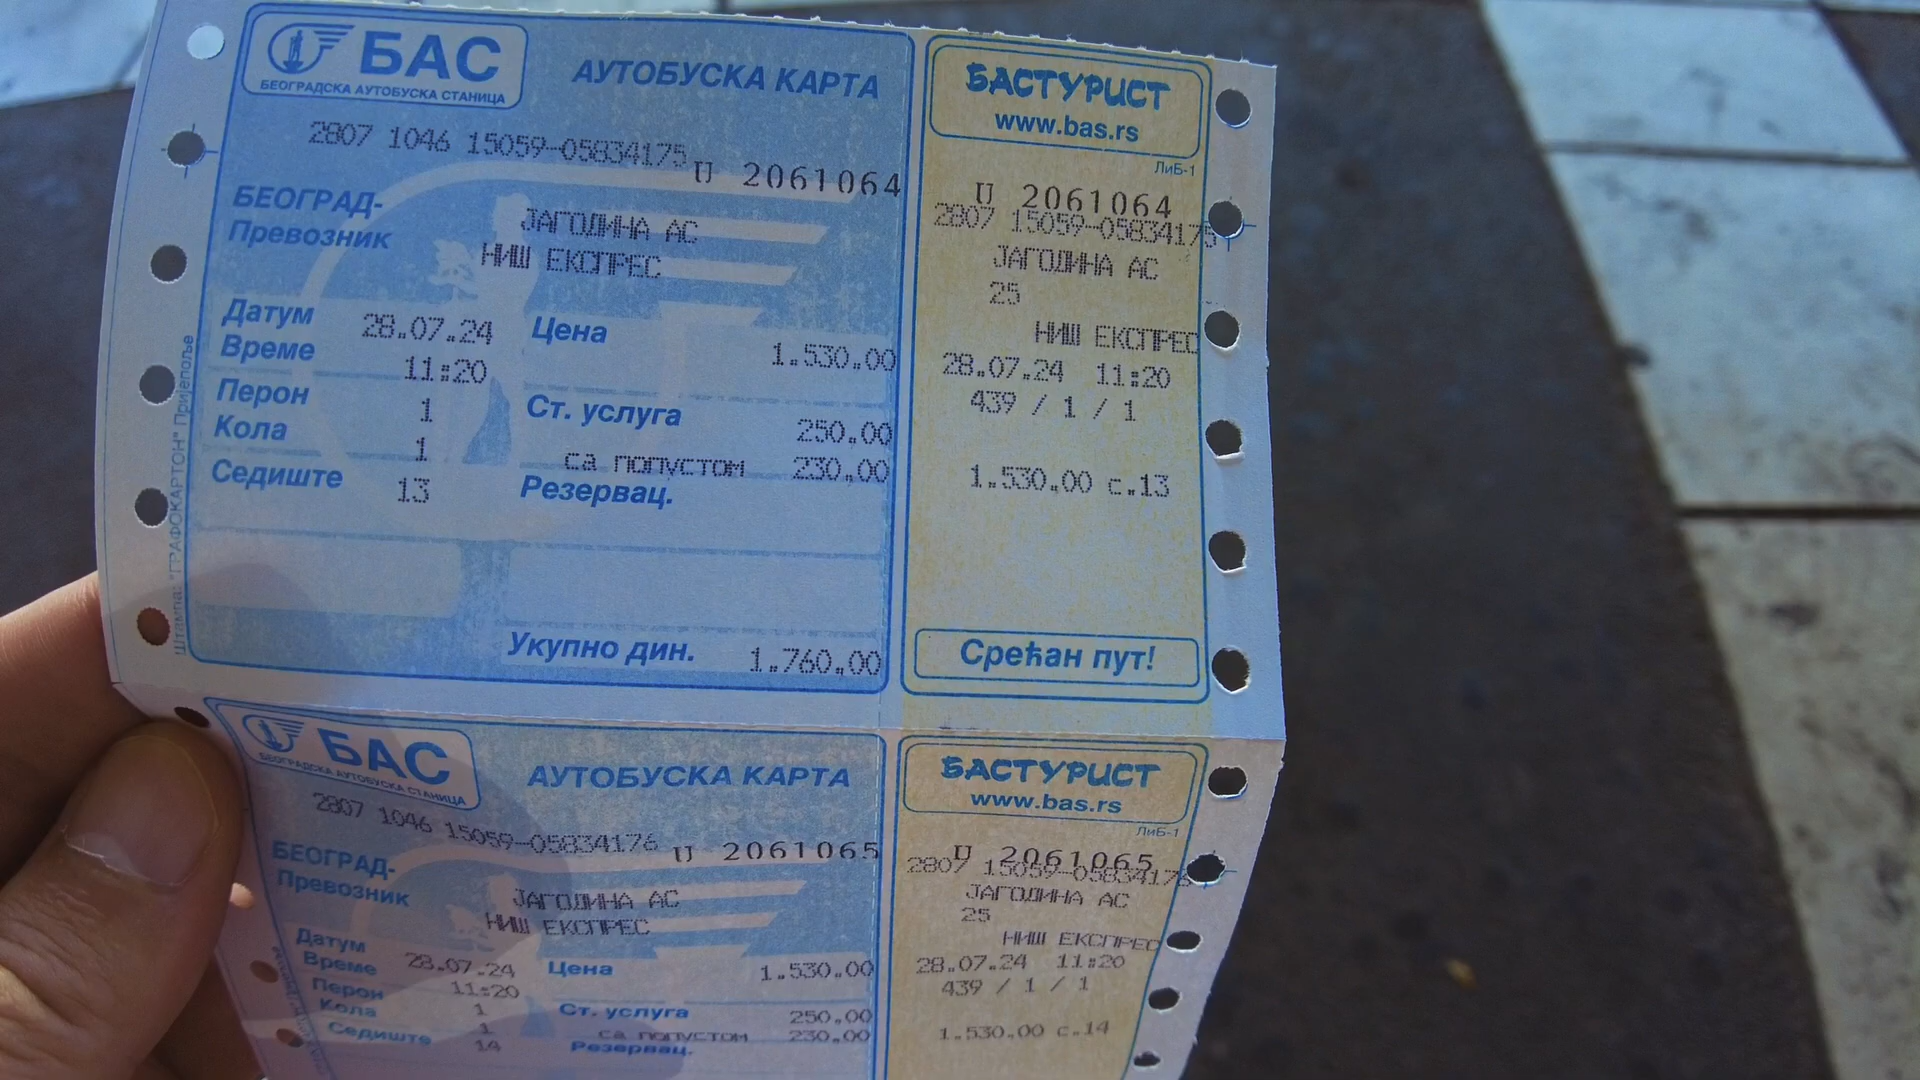 БАС
БЕОГРАДСКА АУТОБУСКА СТАНИЦА
АУТОБУСКА КАРТА
2807 1046 15059-05834175
U 2061064
БЕОГРАД-
ЈАГОДИНА АС
Превозник
НИШ ЕКСПРЕС
Датум 28.07.24
Цена 1.530.00
Време 11:20
Перон 1
Ст. услуга 250.00
Кола 1
са попустом 230.00
Седиште 13
Резервац.
Укупно дин. 1.760.00
Штампа: "ГРАФОКАРТОН" Пријепоље
БАСТУРИСТ
www.bas.rs
ЛиБ-1
U 2061064
2807 15059-05834175
ЈАГОДИНА АС
25
НИШ ЕКСПРЕС
28.07.24 11:20
439 / 1 / 1
1.530.00 с.13
Срећан пут!
БАС
БЕОГРАДСКА АУТОБУСКА СТАНИЦА
АУТОБУСКА КАРТА
2807 1046 15059-05834176
U 2061065
БЕОГРАД-
ЈАГОДИНА АС
Превозник
НИШ ЕКСПРЕС
Датум 28.07.24
Цена 1.530.00
Време 11:20
Перон 1
Ст. услуга 250.00
Кола 1
са попустом 230.00
Седиште 14
Резервац.
БАСТУРИСТ
www.bas.rs
ЛиБ-1
U 2061065
2807 15059-05834176
ЈАГОДИНА АС
25
НИШ ЕКСПРЕС
28.07.24 11:20
439 / 1 / 1
1.530.00 с.14